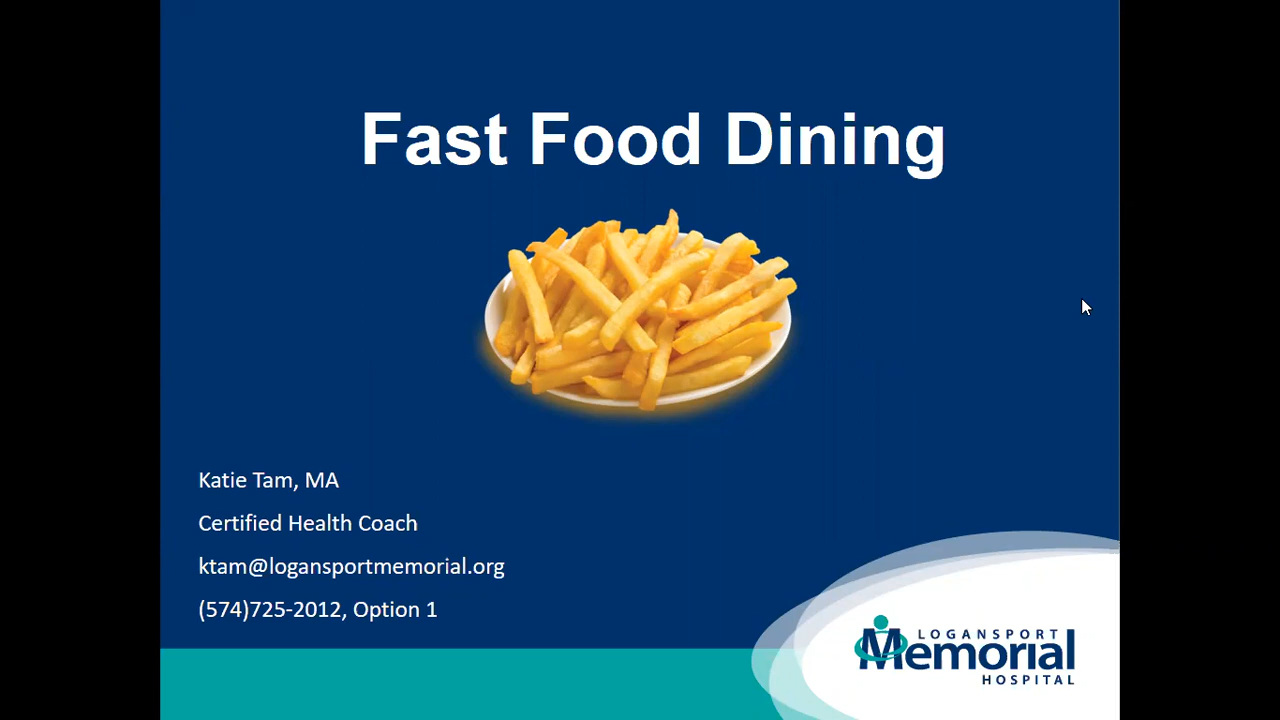 Fast Food Dining
Katie Tam, MA
Certified Health Coach
ktam@logansportmemorial.org
(574)725-2012, Option 1
LOGANSPORT
Memorial
HOSPITAL